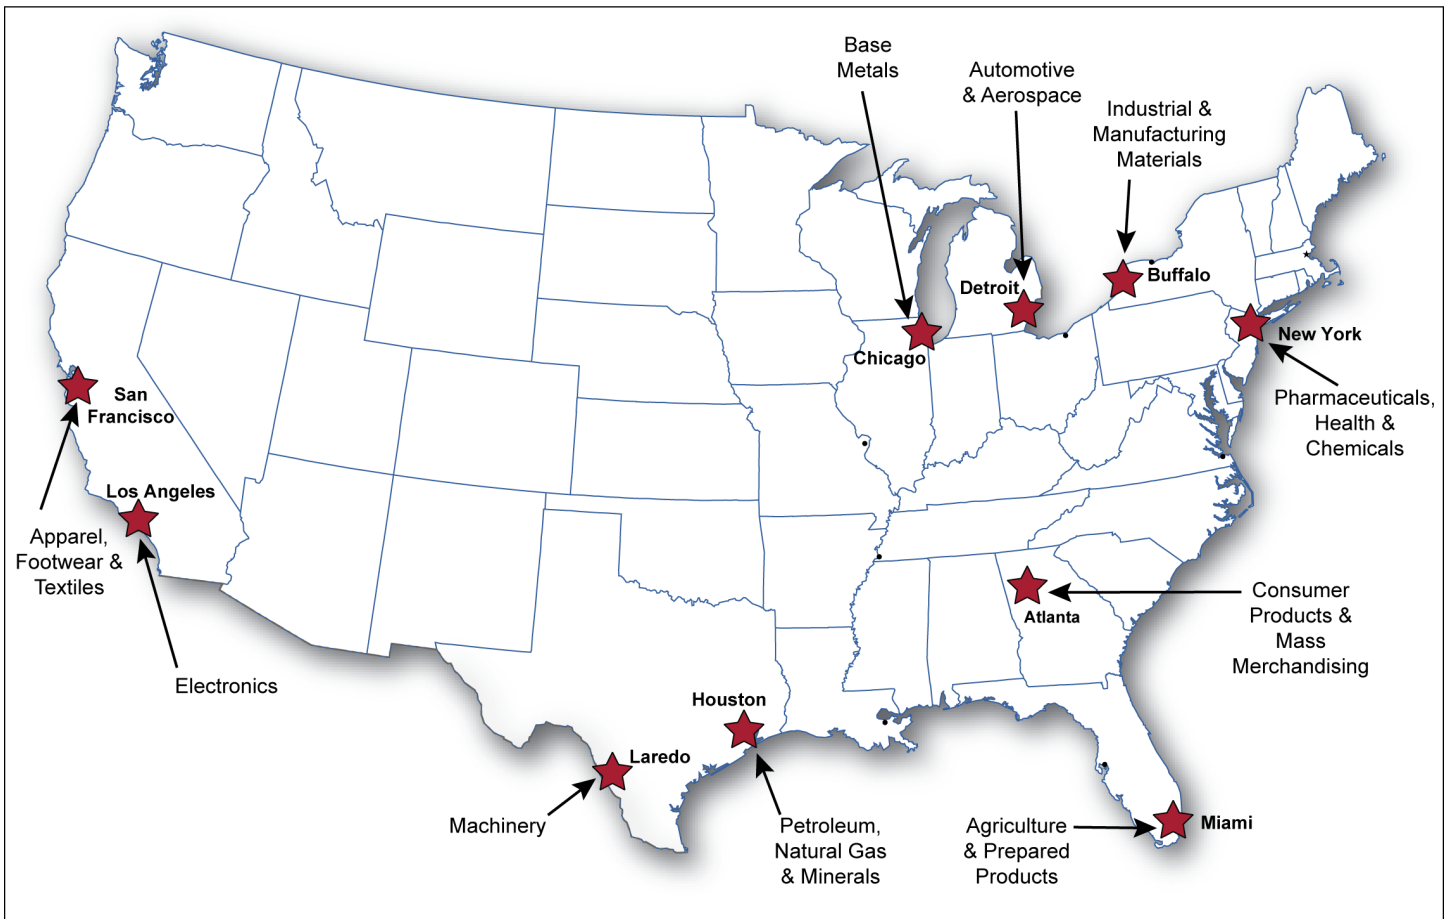 Base
Metals
Automotive
& Aerospace
Industrial &
Manufacturing
Materials
Buffalo
Detroit
New York
Chicago
Pharmaceuticals,
Health &
Chemicals
San
Francisco
Los Angeles
Apparel,
Footwear &
Textiles
Electronics
Atlanta
Consumer
Products &
Mass
Merchandising
Houston
Laredo
Machinery
Petroleum,
Natural Gas
& Minerals
Agriculture
& Prepared
Products
Miami